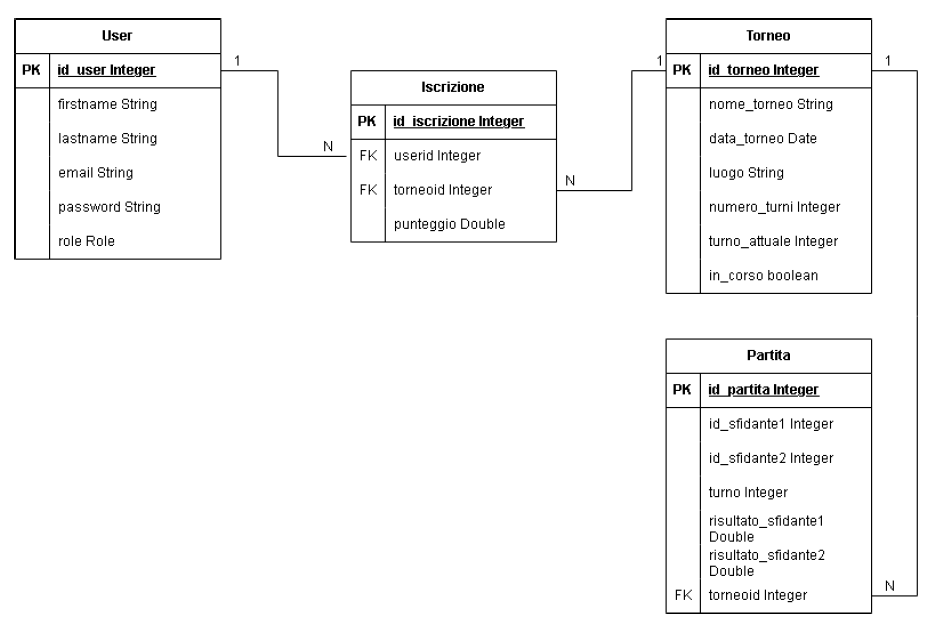 User
PK id_user Integer
firstname String
lastname String
email String
password String
role Role
1
N
Iscrizione
PK id_iscrizione Integer
FK userid Integer
FK torneoid Integer
punteggio Double
N
1
Torneo
PK id_torneo Integer
nome_torneo String
data_torneo Date
luogo String
numero_turni Integer
turno_attuale Integer
in_corso boolean
1
Partita
PK id_partita Integer
id_sfidante1 Integer
id_sfidante2 Integer
turno Integer
risultato_sfidante1
Double
risultato_sfidante2
Double
FK torneoid Integer
N